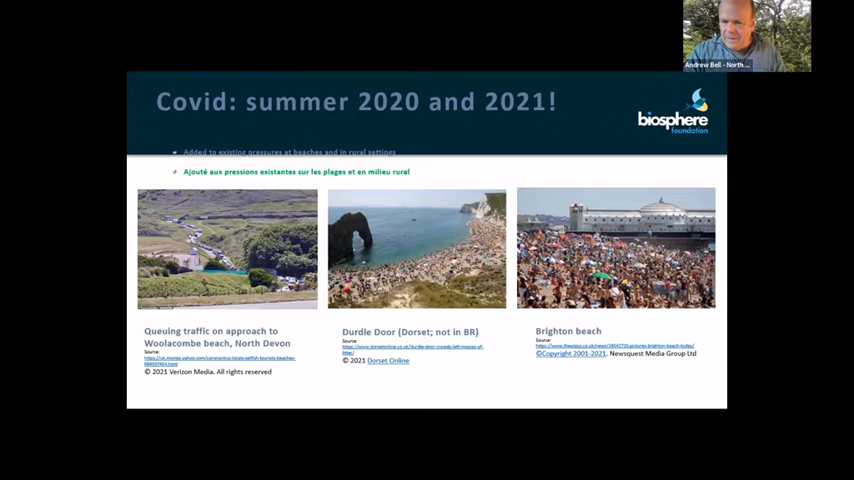 Andrew Bell - North ...
Covid: summer 2020 and 2021!
biosphere
foundation
Added to existing pressures at beaches and in rural settings
Ajouté aux pressions existantes sur les plages et en milieu rural
Queuing traffic on approach to
Woolacombe beach, North Devon
Source:
© 2021 Verizon Media. All rights reserved
Durdle Door (Dorset; not in BR)
Source:
© 2021 Dorset Online
Brighton beach
Source:
©Copyright 2001-2021. Newsquest Media Group Ltd